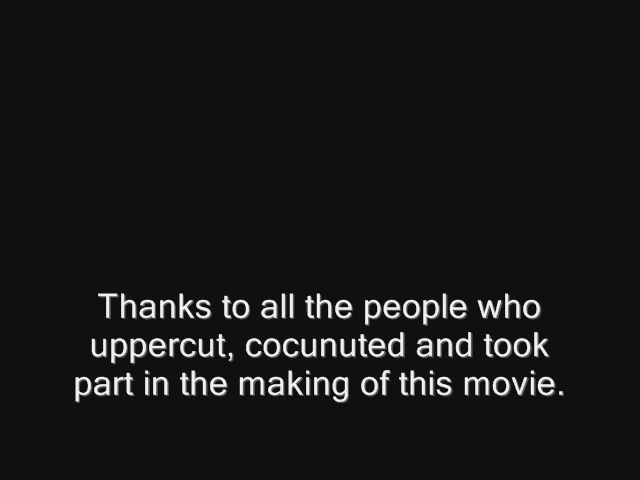 Thanks to all the people who
uppercut, cocunuted and took
part in the making of this movie.